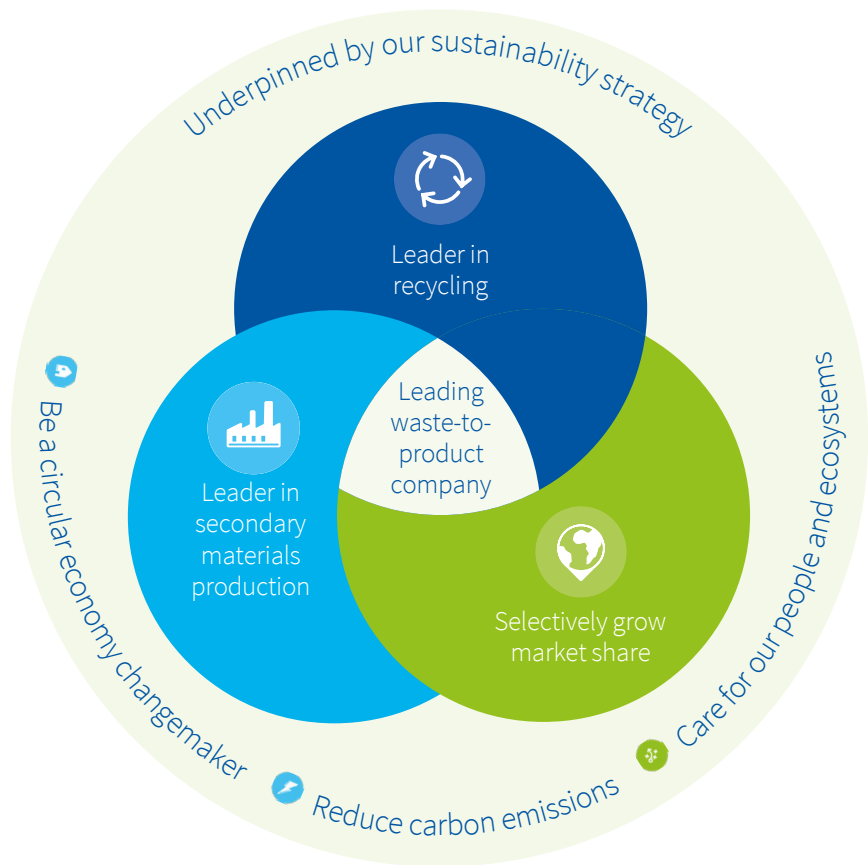 Underpinned by our sustainability strategy
Leader in
recycling
Leading
waste-to-
product
company
Leader in
secondary
materials
production
Selectively grow
market share
Be a circular economy changemaker
Reduce carbon emissions
Care for our people and ecosystems